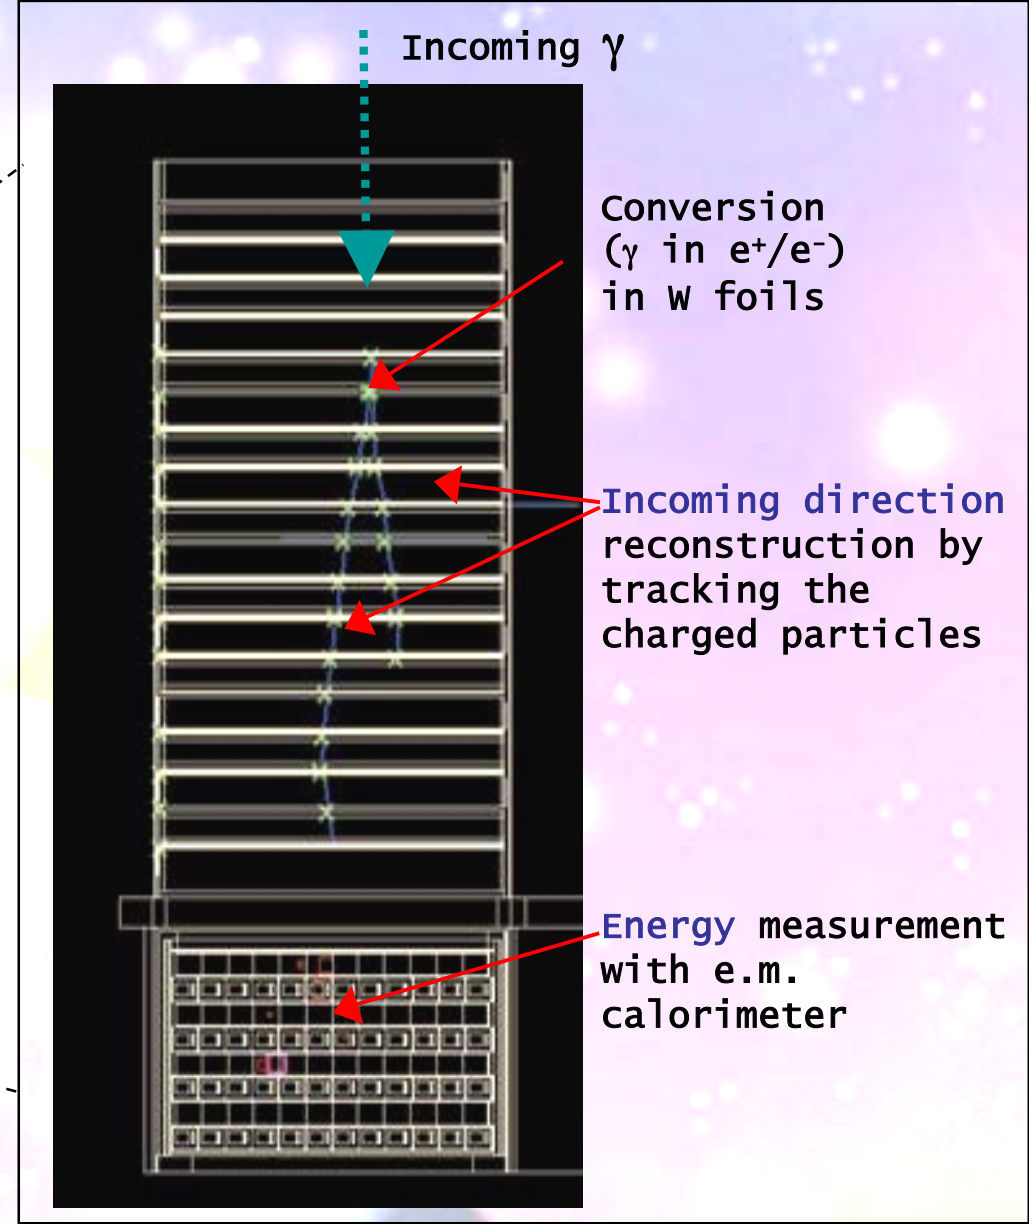 Incoming γ
Conversion
(γ in e⁺/e⁻)
in W foils
Incoming direction
reconstruction by
tracking the
charged particles
Energy measurement
with e.m.
calorimeter